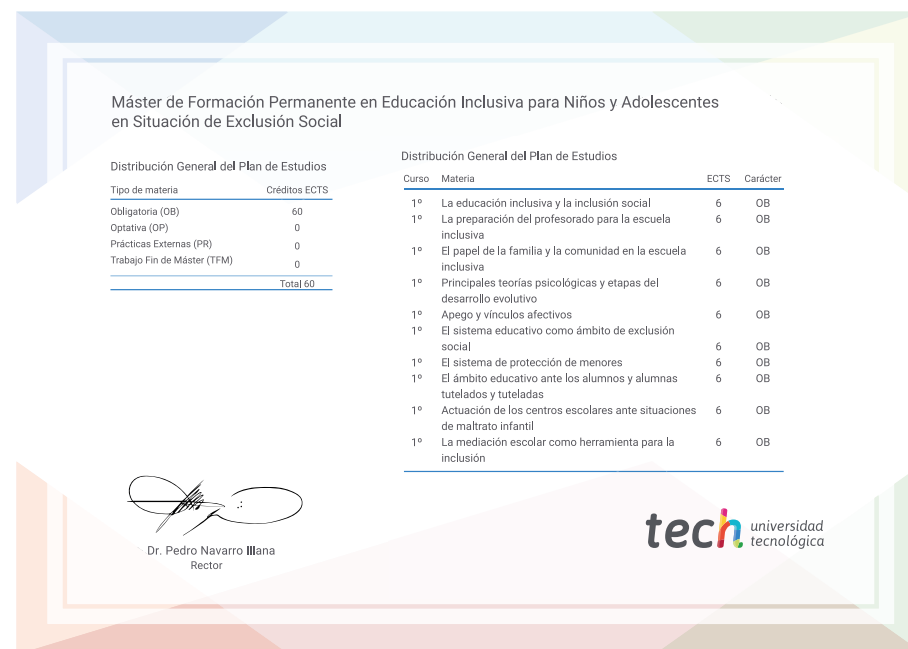 Máster de Formación Permanente en Educación Inclusiva para Niños y Adolescentes
en Situación de Exclusión Social
Distribución General del Plan de Estudios
Tipo de materia Créditos ECTS
Obligatoria (OB) 60
Optativa (OP) 0
Prácticas Externas (PR) 0
Trabajo Fin de Máster (TFM) 0
Total 60
Distribución General del Plan de Estudios
Curso Materia ECTS Carácter
1º La educación inclusiva y la inclusión social 6 OB
1º La preparación del profesorado para la escuela 6 OB
inclusiva
1º El papel de la familia y la comunidad en la escuela 6 OB
inclusiva
1º Principales teorías psicológicas y etapas del 6 OB
desarrollo evolutivo
1º Apego y vínculos afectivos 6 OB
1º El sistema educativo como ámbito de exclusión
social 6 OB
1º El sistema de protección de menores 6 OB
1º El ámbito educativo ante los alumnos y alumnas 6 OB
tutelados y tuteladas
1º Actuación de los centros escolares ante situaciones 6 OB
de maltrato infantil
1º La mediación escolar como herramienta para la 6 OB
inclusión
Dr. Pedro Navarro Illana
Rector
tech universidad
tecnológica